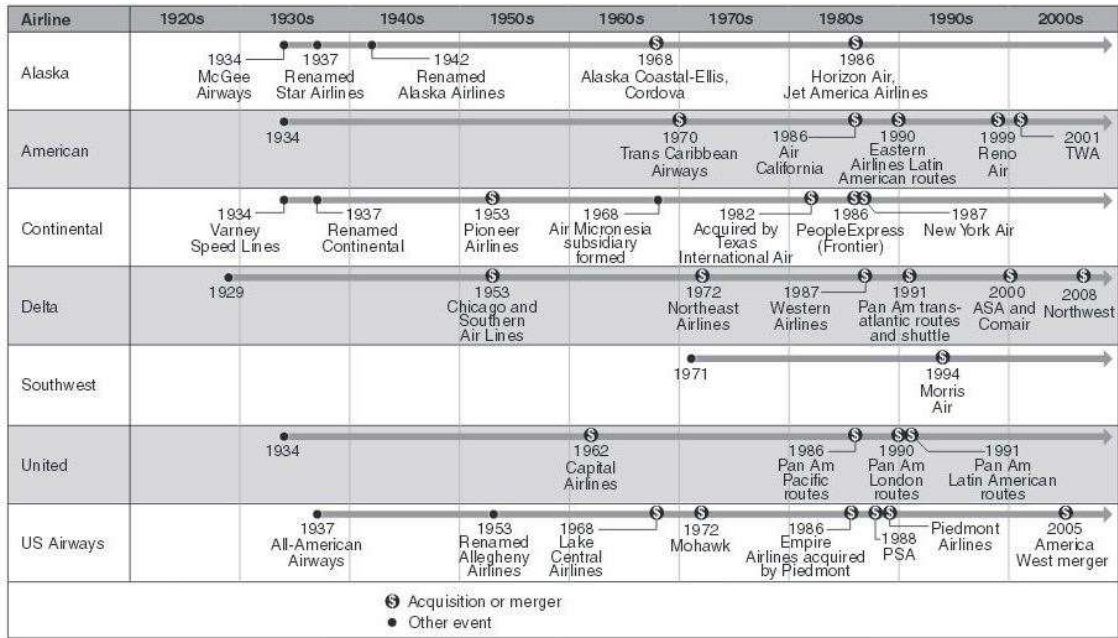 Airline 1920s 1930s 1940s 1950s 1960s 1970s 1980s 1990s 2000s
Alaska
1934
McGee
Airways
1937
Renamed
Star Airlines
1942
Renamed
Alaska Airlines
1968
Alaska Coastal-Ellis,
Cordova
1986
Horizon Air,
Jet America Airlines
American
1934
1970
Trans Caribbean
Airways
1986
Air
California
1990
Eastern
Airlines Latin
American routes
1999
Reno
Air
2001
TWA
Continental
1934
Varney
Speed Lines
1937
Renamed
Continental
1953
Pioneer
Airlines
1968
Air Micronesia
subsidiary
formed
1982
Acquired by
Texas
International Air
1986
PeopleExpress
(Frontier)
1987
New York Air
Delta
1929
1953
Chicago and
Southern
Air Lines
1972
Northeast
Airlines
1987
Western
Airlines
1991
Pan Am trans-
atlantic routes
and shuttle
2000
ASA and
Comair
2008
Northwest
Southwest
1971
1994
Morris
Air
United
1934
1962
Capital
Airlines
1986
Pan Am
Pacific
routes
1990
Pan Am
London
routes
1991
Pan Am
Latin American
routes
US Airways
1937
All-American
Airways
1953
Renamed
Allegheny
Airlines
1968
Lake
Central
Airlines
1972
Mohawk
1986
Empire
Airlines acquired
by Piedmont
1988
PSA
Piedmont
Airlines
2005
America
West merger
Acquisition or merger
Other event